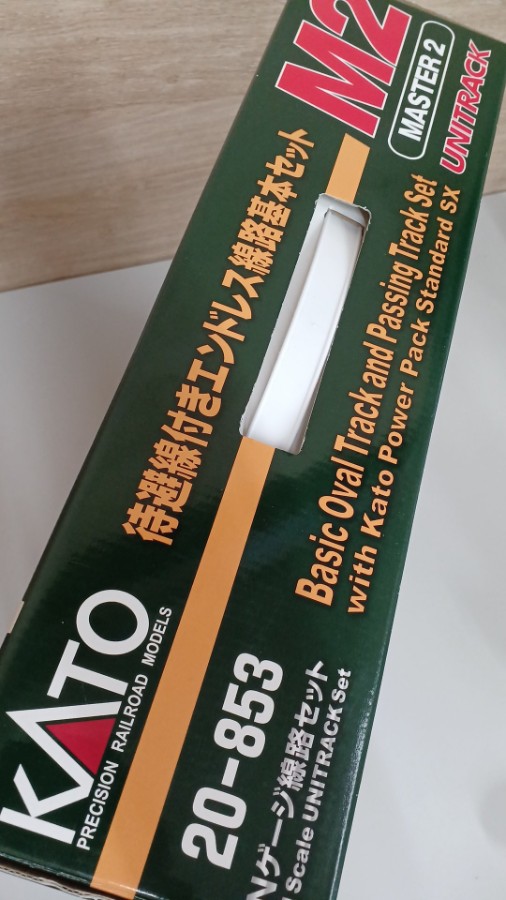 M2
MASTER 2
UNITRACK
待避線付きエンドレス線路基本セット
Basic Oval Track and Passing Track Set
with Kato Power Pack Standard SX
KATO
PRECISION RAILROAD MODELS
20-853
Nゲージ線路セット
Scale UNITRACK Set